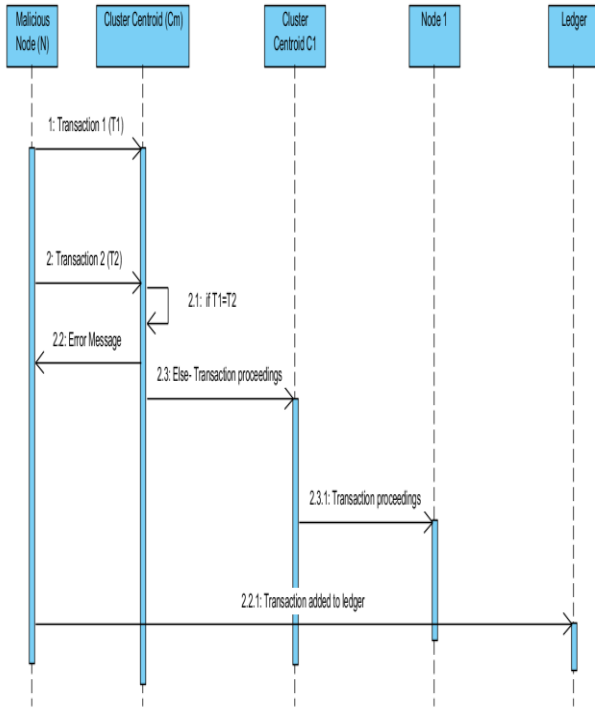 Malicious
Node (N)
Cluster Centroid (Cm)
Cluster
Centroid C1
Node 1
Ledger
1: Transaction 1 (T1)
2: Transaction 2 (T2)
2.1: if T1=T2
2.2: Error Message
2.3: Else- Transaction proceedings
2.3.1: Transaction proceedings
2.2.1: Transaction added to ledger